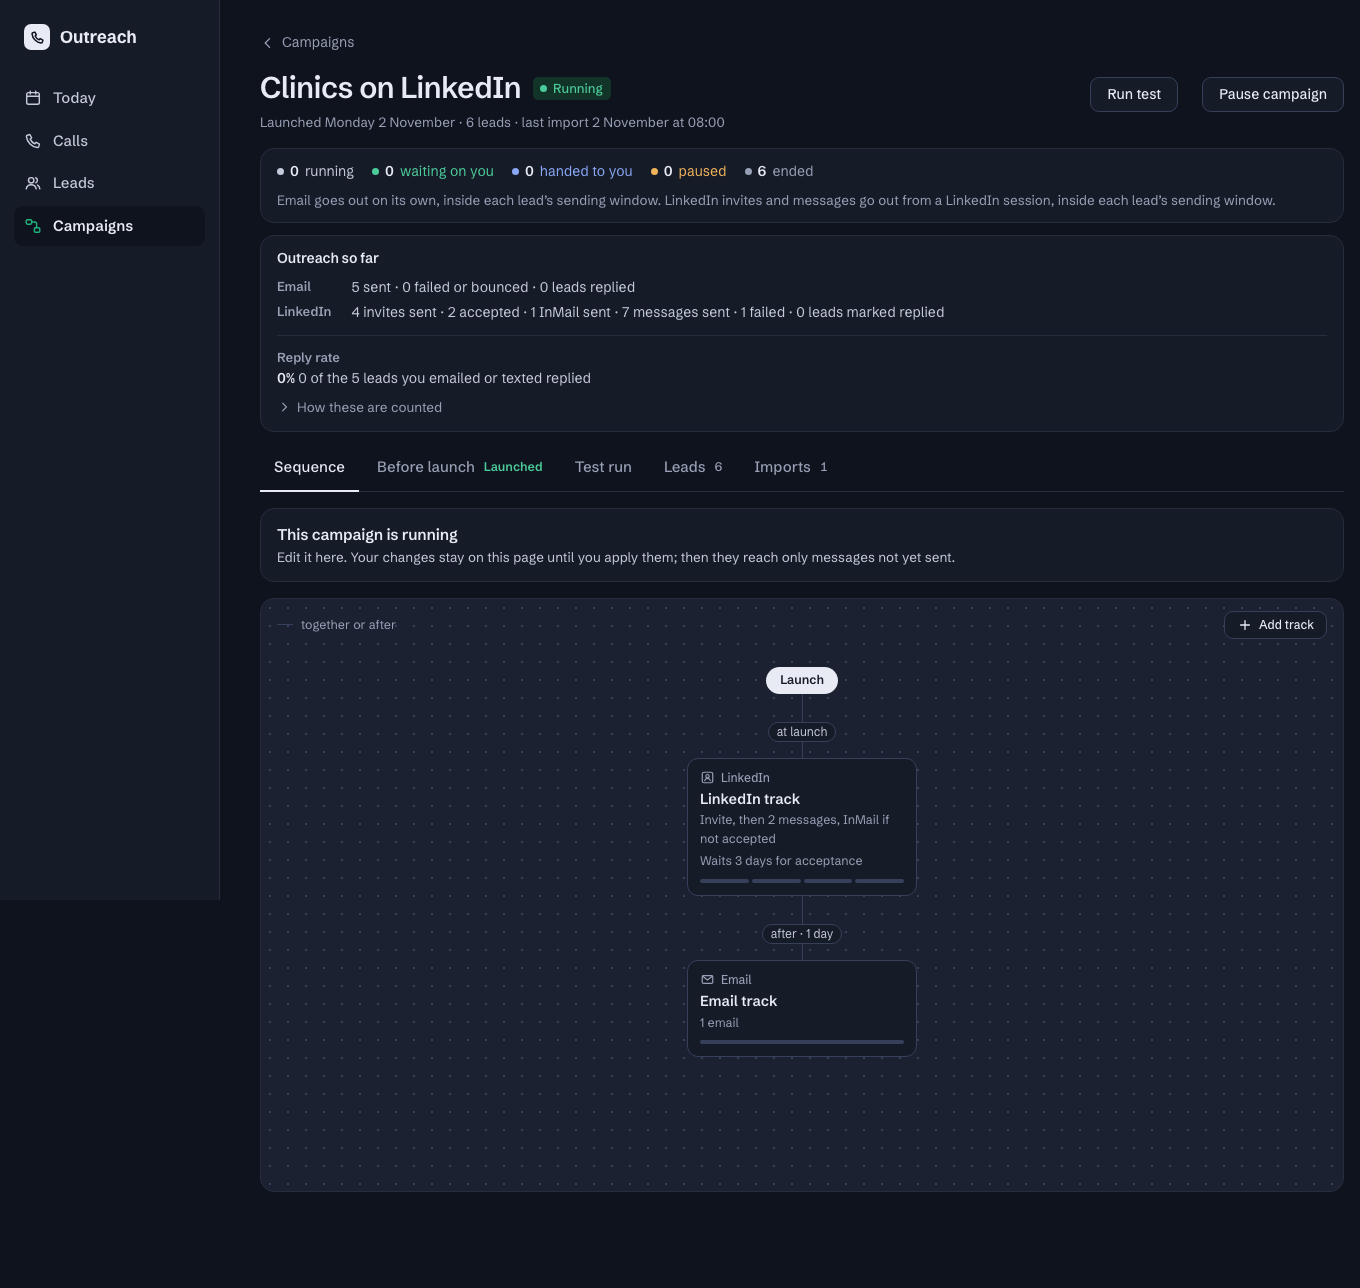 Outreach
Today
Calls
Leads
Campaigns
Campaigns
Clinics on LinkedIn
Running
Run test
Pause campaign
Launched Monday 2 November · 6 leads · last import 2 November at 08:00
0 running 0 waiting on you 0 handed to you 0 paused 6 ended
Email goes out on its own, inside each lead’s sending window. LinkedIn invites and messages go out from a LinkedIn session, inside each lead’s sending window.
Outreach so far
Email 5 sent · 0 failed or bounced · 0 leads replied
LinkedIn 4 invites sent · 2 accepted · 1 InMail sent · 7 messages sent · 1 failed · 0 leads marked replied
Reply rate
0% 0 of the 5 leads you emailed or texted replied
How these are counted
Sequence Before launch Launched Test run Leads 6 Imports 1
This campaign is running
Edit it here. Your changes stay on this page until you apply them; then they reach only messages not yet sent.
together or after
Add track
Launch
at launch
LinkedIn
LinkedIn track
Invite, then 2 messages, InMail if
not accepted
Waits 3 days for acceptance
after · 1 day
Email
Email track
1 email